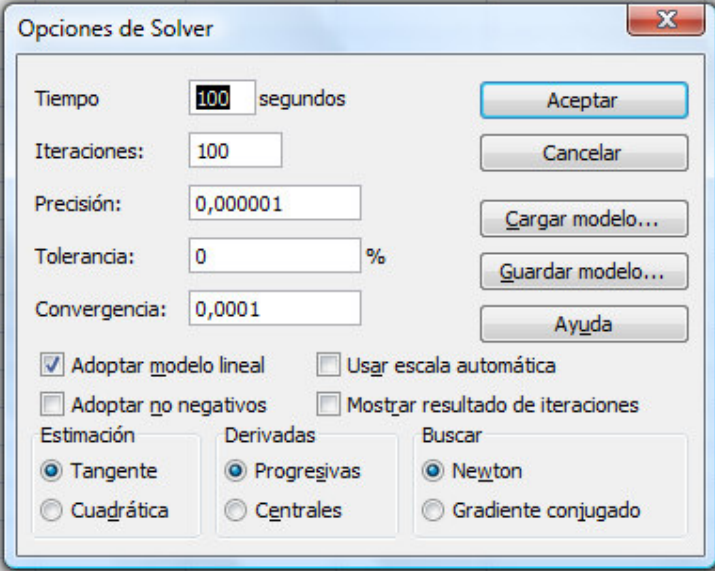 Opciones de Solver
Tiempo 100 segundos Aceptar
Iteraciones: 100 Cancelar
Precisión: 0,000001 Cargar modelo...
Tolerancia: 0 % Guardar modelo...
Convergencia: 0,0001 Ayuda
Adoptar modelo lineal Usar escala automática
Adoptar no negativos Mostrar resultado de iteraciones
Estimación Derivadas Buscar
Tangente Progresivas Newton
Cuadrática Centrales Gradiente conjugado